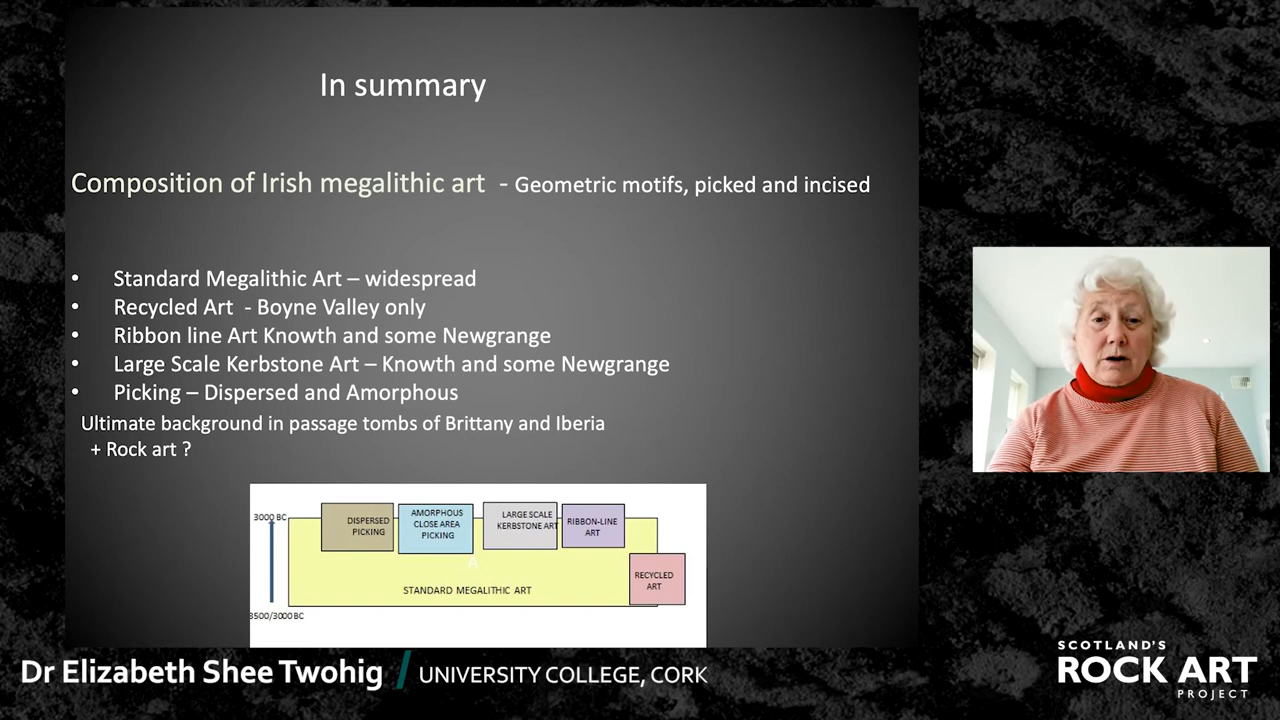 In summary
Composition of Irish megalithic art - Geometric motifs, picked and incised
• Standard Megalithic Art – widespread
• Recycled Art - Boyne Valley only
• Ribbon line Art Knowth and some Newgrange
• Large Scale Kerbstone Art – Knowth and some Newgrange
• Picking – Dispersed and Amorphous
Ultimate background in passage tombs of Brittany and Iberia
+ Rock art ?
3000 BC
DISPERSED
PICKING
AMORPHOUS
CLOSE AREA
PICKING
LARGE SCALE
KERBSTONE ART
RIBBON-LINE
ART
A
STANDARD MEGALITHIC ART
RECYCLED
ART
3500/3000 BC
Dr Elizabeth Shee Twohig / UNIVERSITY COLLEGE, CORK
SCOTLAND'S
ROCK ART
PROJECT